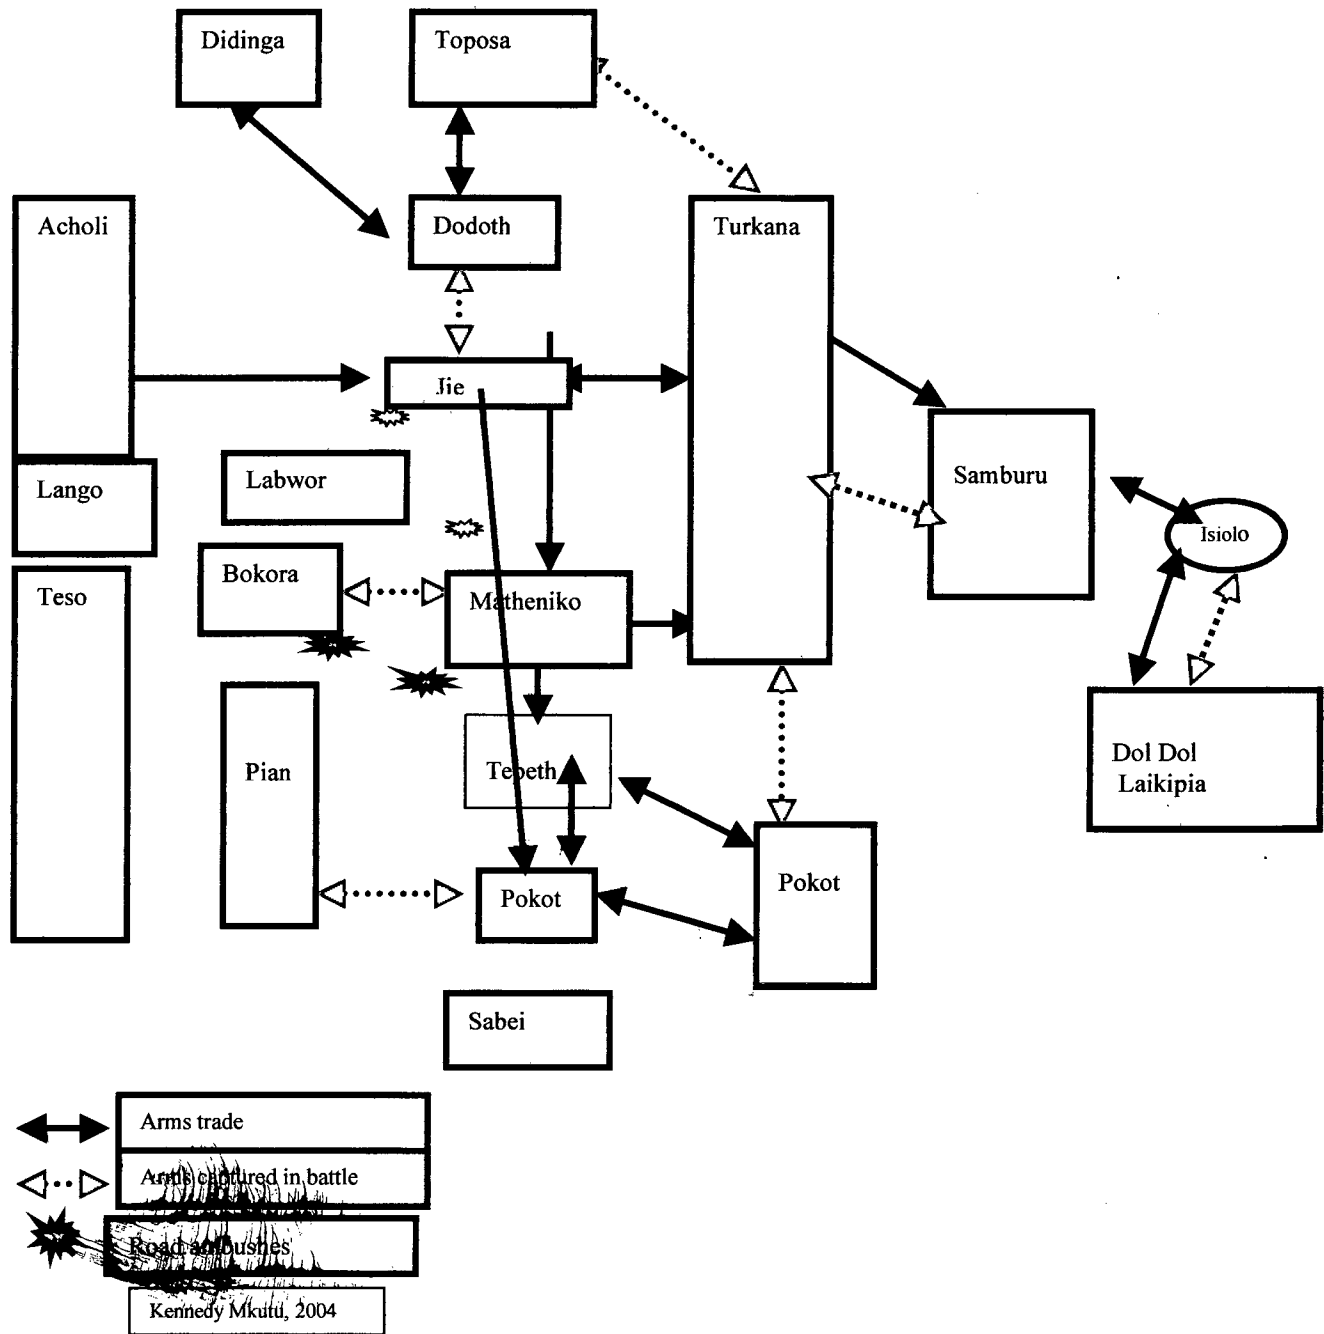 Didinga
Toposa
Acholi
Dodoth
Turkana
Jie
Samburu
Labwor
Lango
Isiolo
Bokora
Matheniko
Teso
Dol Dol
Laikipia
Pian
Tepeth
Pokot
Pokot
Sabei
Arms trade
Arms captured in battle
Road ambushes
Kennedy Mkutu, 2004